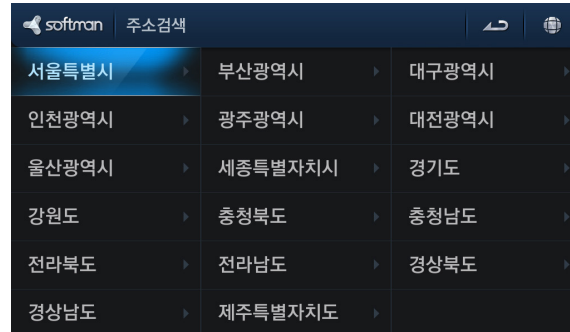 softman 주소검색
서울특별시 부산광역시 대구광역시
인천광역시 광주광역시 대전광역시
울산광역시 세종특별자치시 경기도
강원도 충청북도 충청남도
전라북도 전라남도 경상북도
경상남도 제주특별자치도